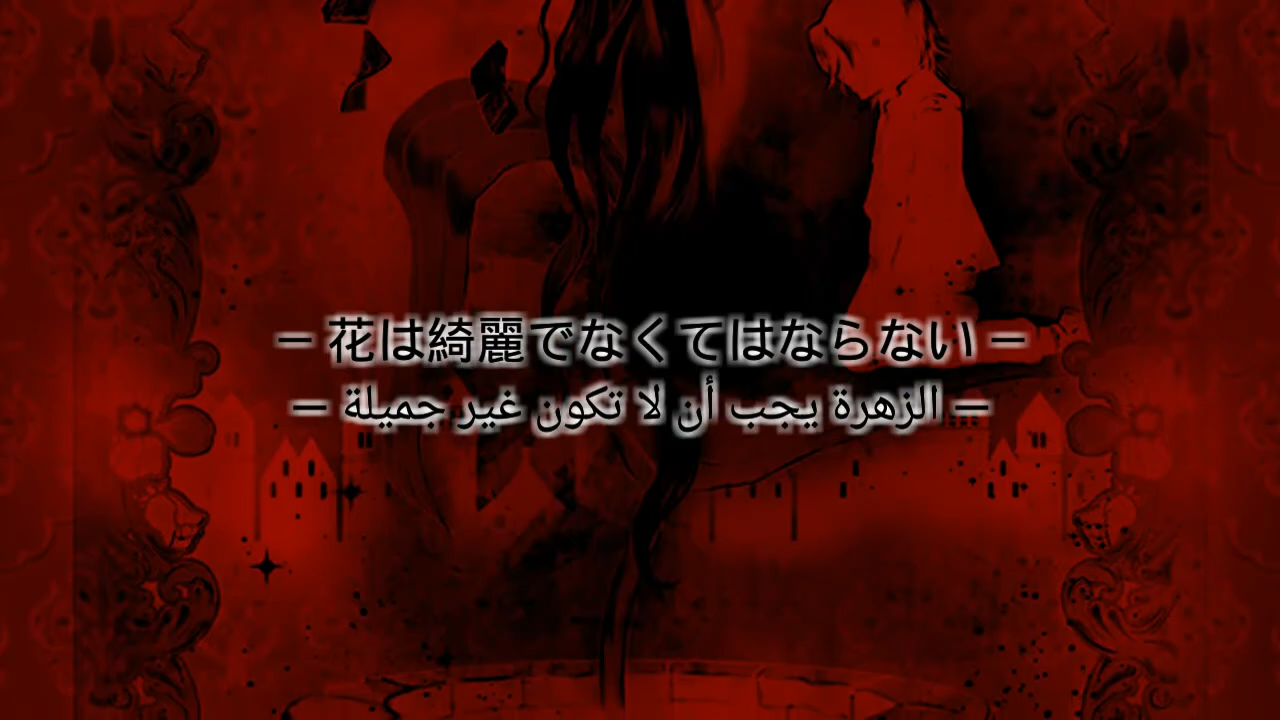 – 花は綺麗でなくてはならない –
– الزهرة يجب أن لا تكون غير جميلة –